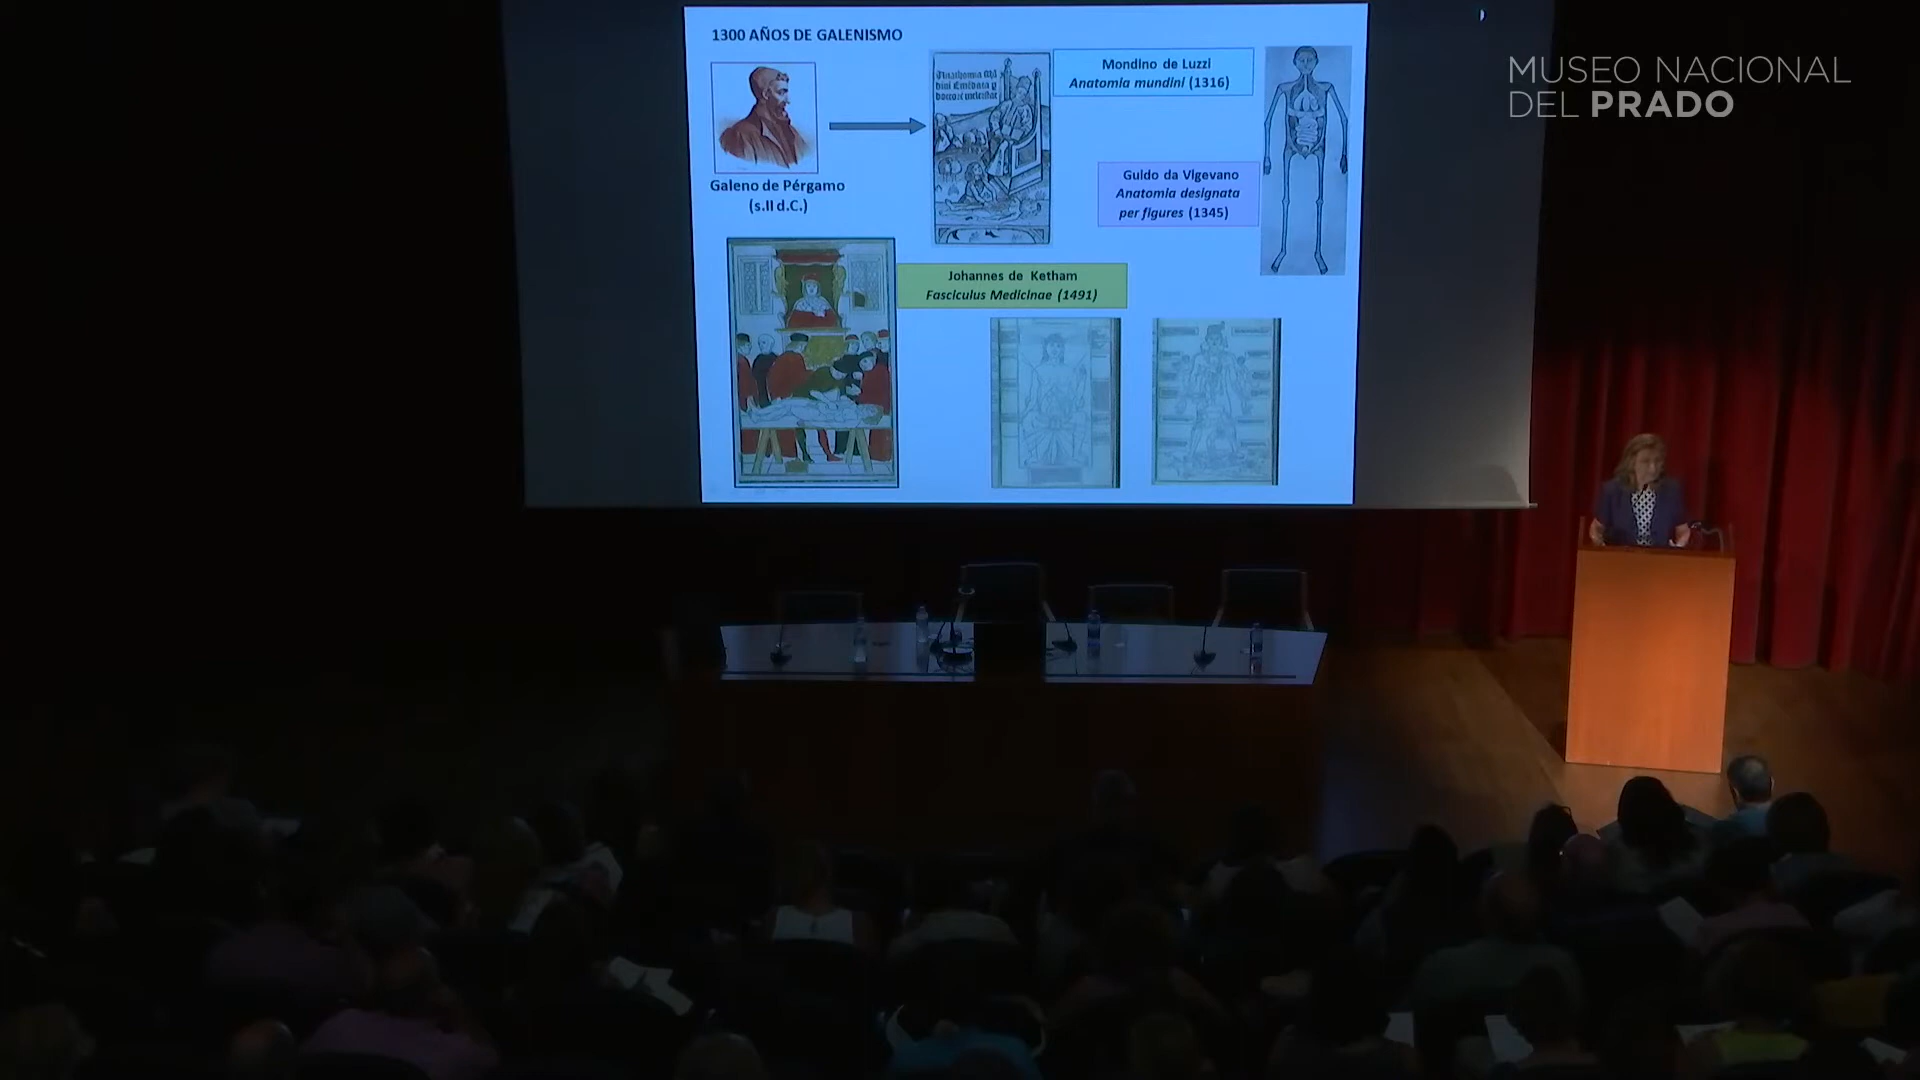 1300 AÑOS DE GALENISMO
Galeno de Pérgamo
(s.II d.C.)
Mondino de Luzzi
Anatomia mundini (1316)
Guido da Vigevano
Anatomia designata
per figures (1345)
Johannes de Ketham
Fasciculus Medicinae (1491)
MUSEO NACIONAL
DEL PRADO